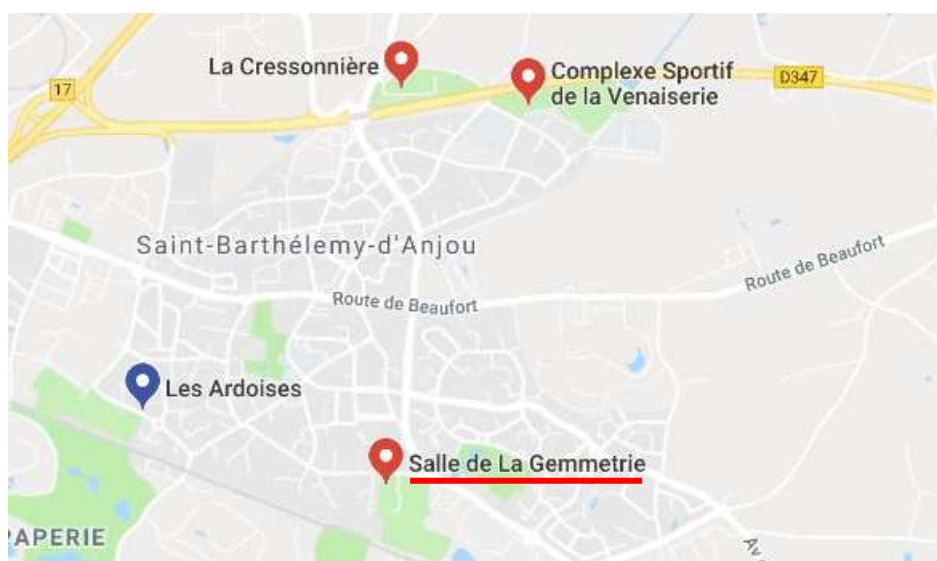 La Cressonnière
Complexe Sportif
de la Venaiserie
D347
17
Saint-Barthélemy-d'Anjou
Route de Beaufort
Route de Beaufort
Les Ardoises
Salle de La Gemmetrie
APERIE
Av